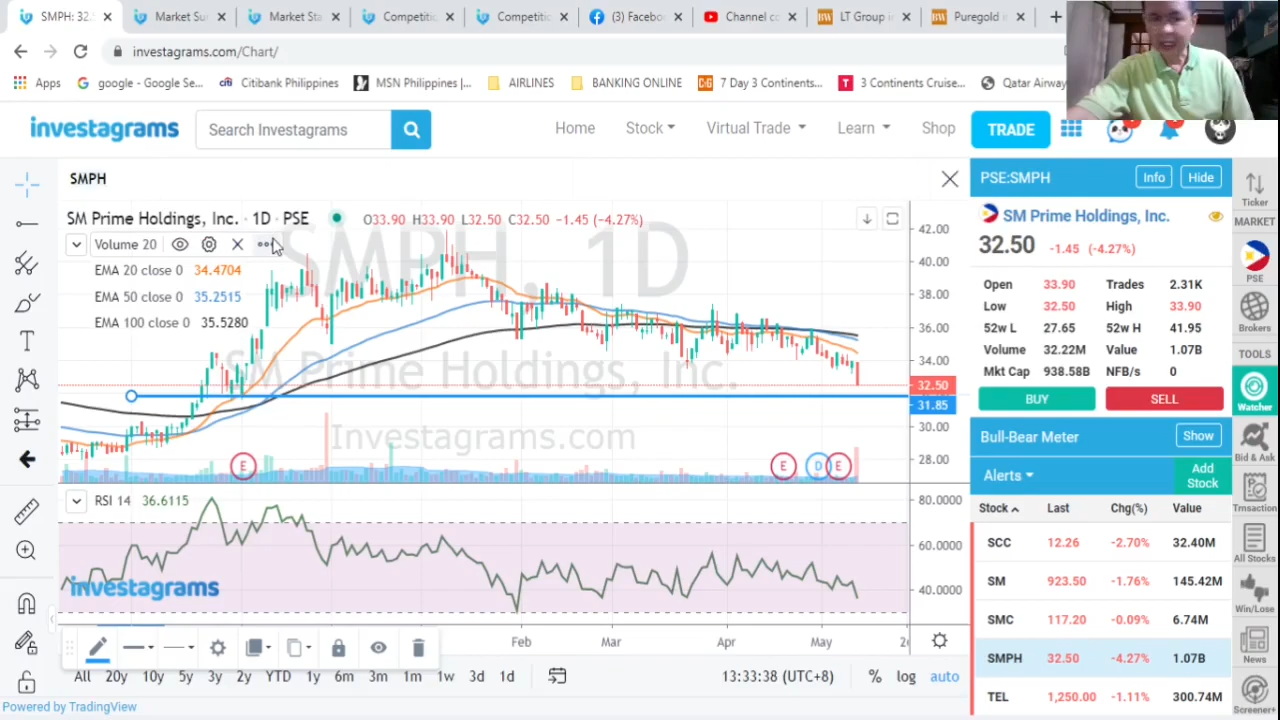 SMPH: 32.5
Market Su
Market Sta
Competitic
Competitic
(3) Facebo
Channel co
LT Group i
Puregold in
investagrams.com/Chart/
Apps
google - Google Se...
Citibank Philippines
MSN Philippines |...
AIRLINES
BANKING ONLINE
7 Day 3 Continents...
3 Continents Cruise...
Qatar Airway
investagrams
Search Investagrams
Home
Stock
Virtual Trade
Learn
Shop
TRADE
SMPH
SM Prime Holdings, Inc. · 1D · PSE
O33.90 H33.90 L32.50 C32.50 -1.45 (-4.27%)
Volume 20
EMA 20 close 0 34.4704
EMA 50 close 0 35.2515
EMA 100 close 0 35.5280
SMPH, 1D
SM Prime Holdings, Inc.
Investagrams.com
42.00
40.00
38.00
36.00
34.00
32.50
31.85
30.00
28.00
E
E
D
E
RSI 14 36.6115
80.0000
60.0000
40.0000
investagrams
Feb
Mar
Apr
May
All
20y
10y
5y
3y
2y
YTD
1y
6m
3m
1m
1w
3d
1d
13:33:38 (UTC+8)
%
log
auto
Powered by TradingView
PSE:SMPH
Info
Hide
SM Prime Holdings, Inc.
32.50 -1.45 (-4.27%)
Open 33.90 Trades 2.31K
Low 32.50 High 33.90
52w L 27.65 52w H 41.95
Volume 32.22M Value 1.07B
Mkt Cap 938.58B NFB/s 0
BUY
SELL
Bull-Bear Meter
Show
Alerts
Add
Stock
Stock Last Chg(%) Value
SCC 12.26 -2.70% 32.40M
SM 923.50 -1.76% 145.42M
SMC 117.20 -0.09% 6.74M
SMPH 32.50 -4.27% 1.07B
TEL 1,250.00 -1.11% 300.74M
Ticker
MARKET
PSE
Brokers
TOOLS
Watcher
Bid & Ask
Trnsaction
All Stocks
Win/Lose
News
Screener+